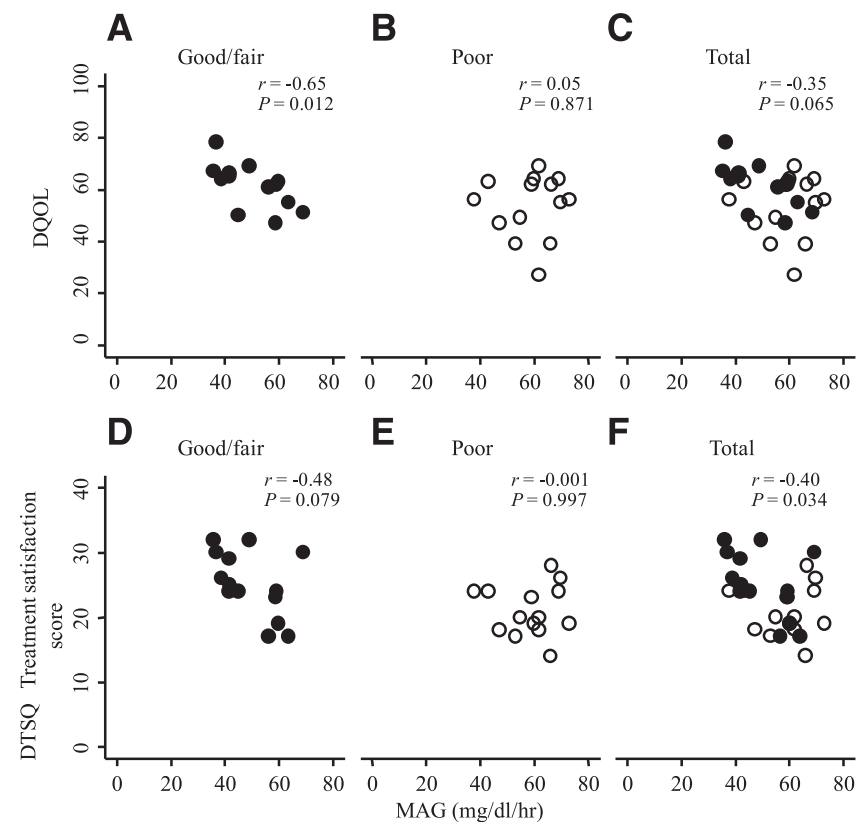 A
B
C
Good/fair
Poor
Total
r = -0.65
P = 0.012
r = 0.05
P = 0.871
r = -0.35
P = 0.065
DQOL
100
80
60
40
20
0
0 20 40 60 80
0 20 40 60 80
0 20 40 60 80
D
E
F
Good/fair
Poor
Total
r = -0.48
P = 0.079
r = -0.001
P = 0.997
r = -0.40
P = 0.034
DTSQ Treatment satisfaction
score
40
30
20
10
0
0 20 40 60 80
0 20 40 60 80
0 20 40 60 80
MAG (mg/dl/hr)